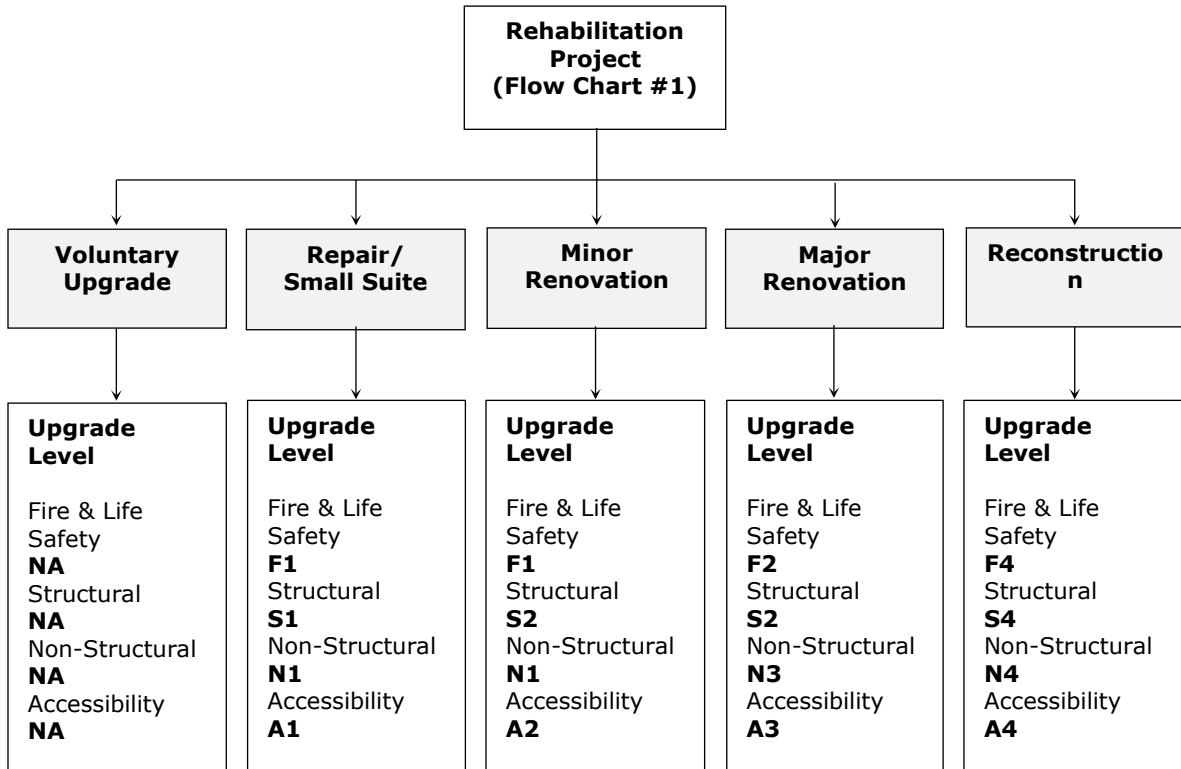 Rehabilitation
Project
(Flow Chart #1)
Voluntary
Upgrade
Repair/
Small Suite
Minor
Renovation
Major
Renovation
Reconstructio
n
Upgrade
Level
Fire & Life
Safety
NA
Structural
NA
Non-Structural
NA
Accessibility
NA
Upgrade
Level
Fire & Life
Safety
F1
Structural
S1
Non-Structural
N1
Accessibility
A1
Upgrade
Level
Fire & Life
Safety
F1
Structural
S2
Non-Structural
N1
Accessibility
A2
Upgrade
Level
Fire & Life
Safety
F2
Structural
S2
Non-Structural
N3
Accessibility
A3
Upgrade
Level
Fire & Life
Safety
F4
Structural
S4
Non-Structural
N4
Accessibility
A4